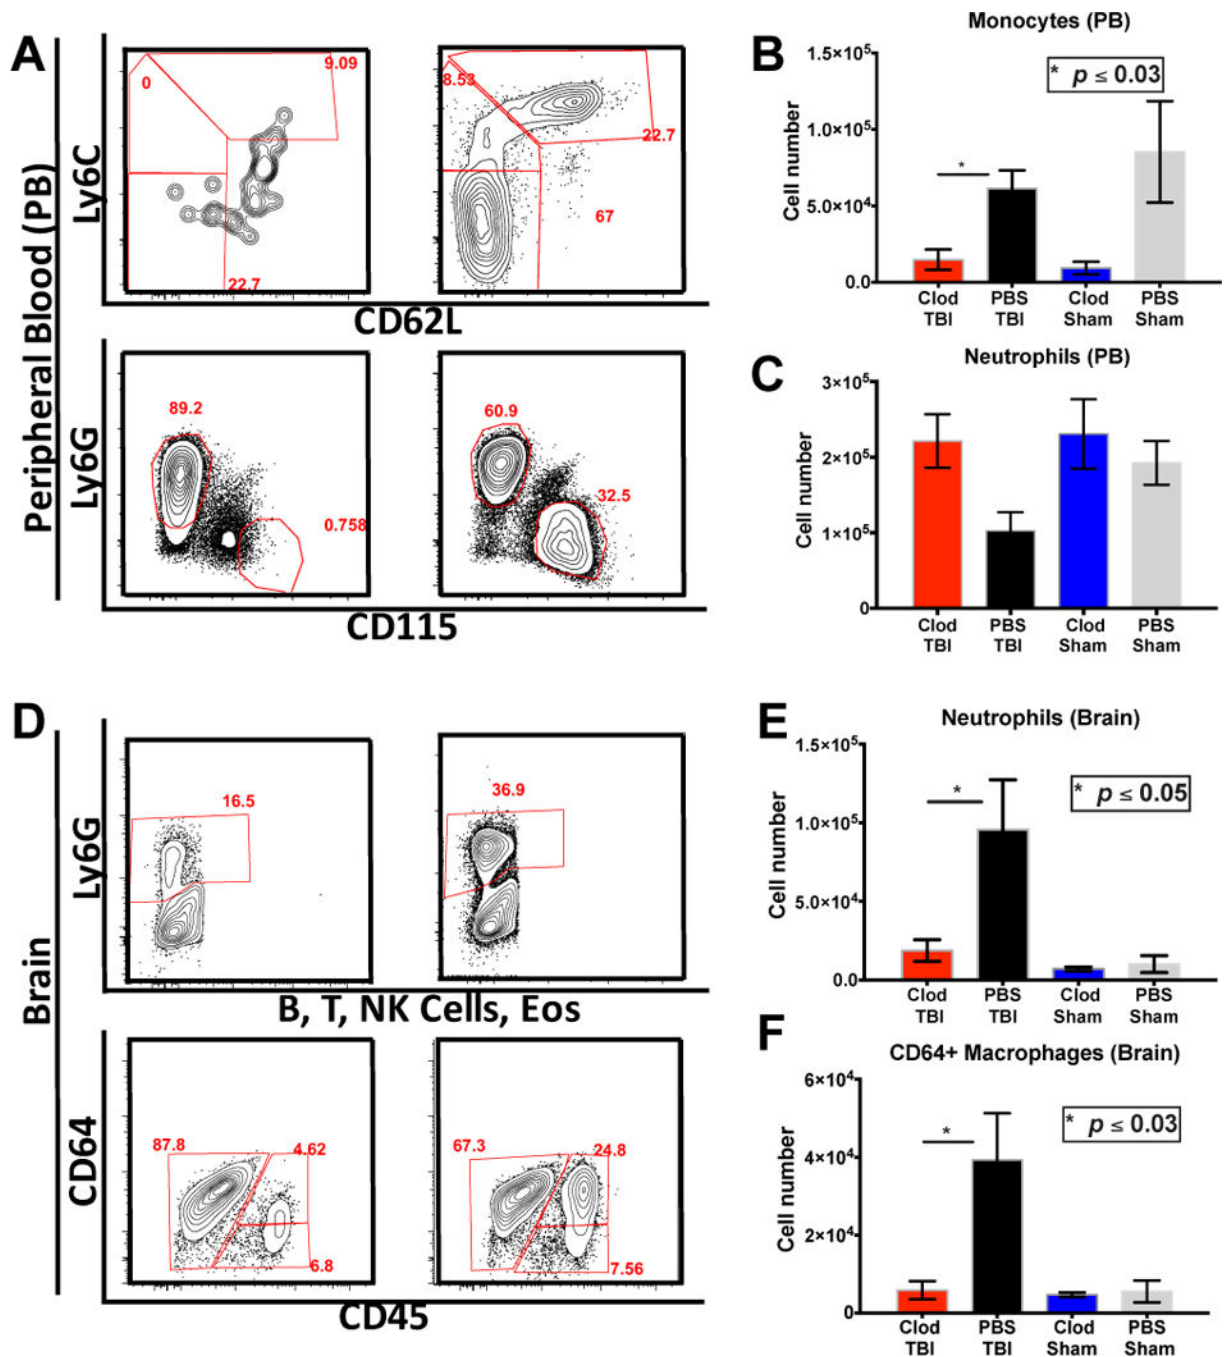 A
Peripheral Blood (PB)
Ly6C
0
9.09
22.7
8.53
22.7
67
CD62L
Ly6G
89.2
0.758
60.9
32.5
CD115
B
Monocytes (PB)
* p ≤ 0.03
Cell number
1.5×10⁵
1.0×10⁵
5.0×10⁴
0.0
*
Clod TBI
PBS TBI
Clod Sham
PBS Sham
C
Neutrophils (PB)
Cell number
3×10⁵
2×10⁵
1×10⁵
0
Clod TBI
PBS TBI
Clod Sham
PBS Sham
D
Brain
Ly6G
16.5
36.9
B, T, NK Cells, Eos
CD64
87.8
4.62
6.8
67.3
24.8
7.56
CD45
E
Neutrophils (Brain)
* p ≤ 0.05
Cell number
1.5×10⁵
1.0×10⁵
5.0×10⁴
0.0
*
Clod TBI
PBS TBI
Clod Sham
PBS Sham
F
CD64+ Macrophages (Brain)
* p ≤ 0.03
Cell number
6×10⁴
4×10⁴
2×10⁴
0
*
Clod TBI
PBS TBI
Clod Sham
PBS Sham